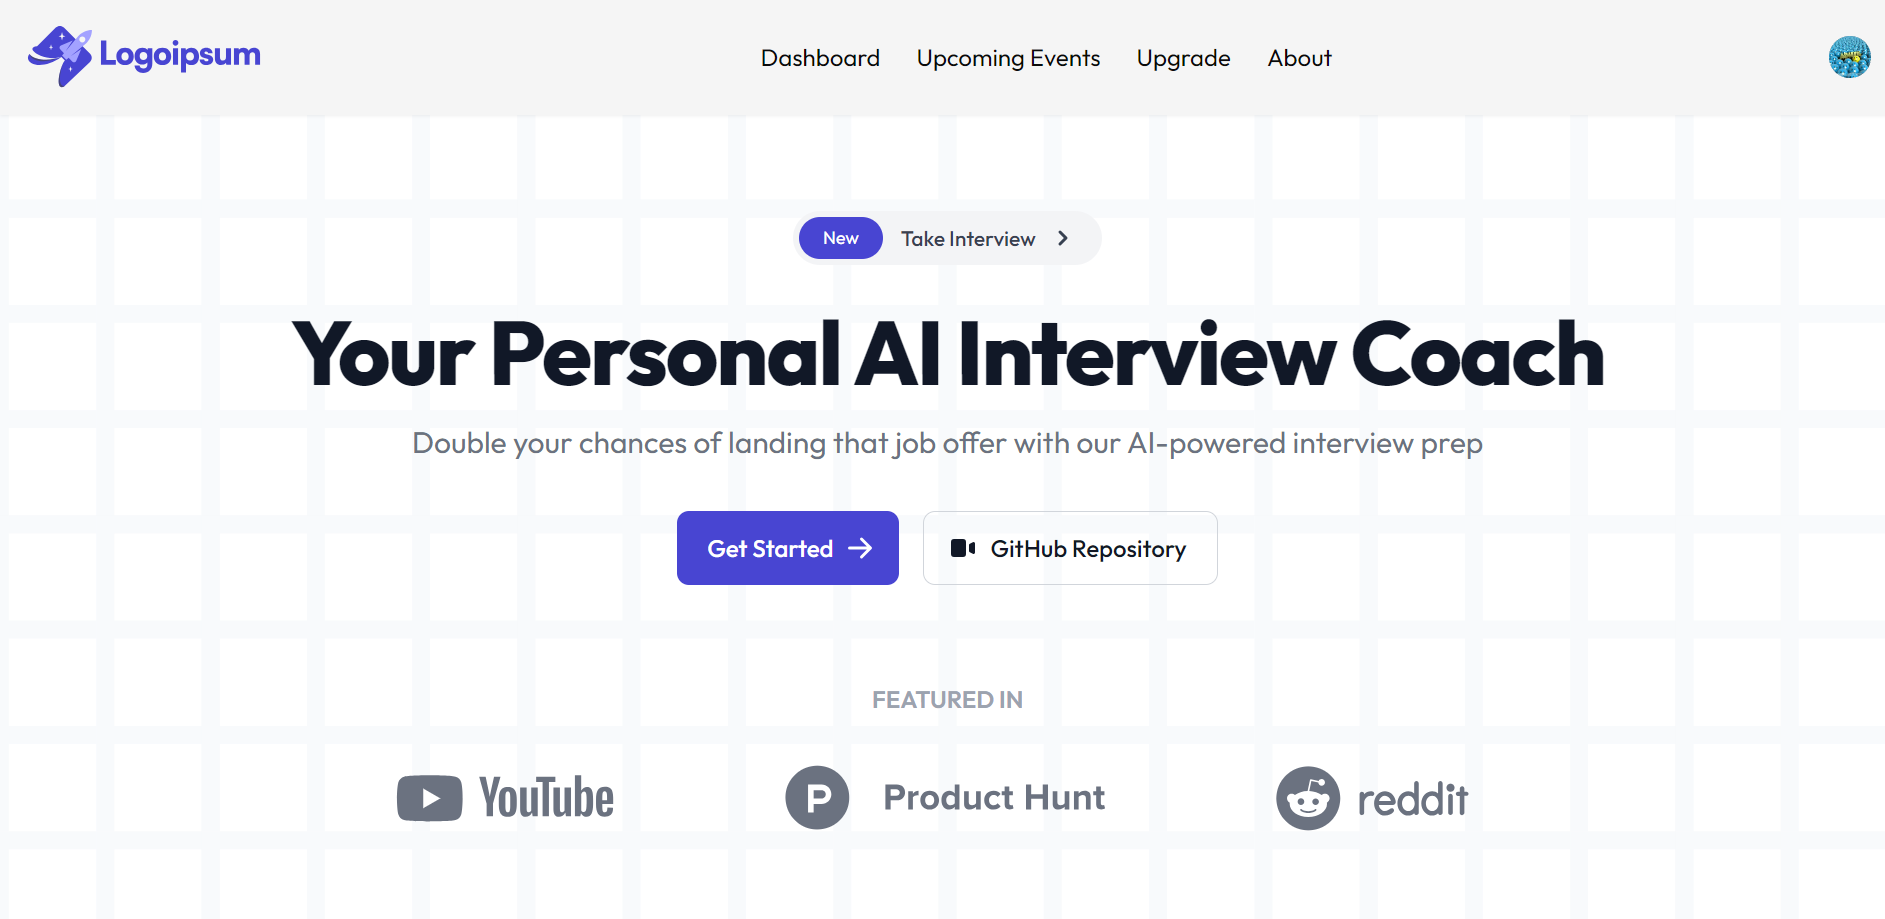 Logoipsum
Dashboard Upcoming Events Upgrade About
New Take Interview
Your Personal AI Interview Coach
Double your chances of landing that job offer with our AI-powered interview prep
Get Started GitHub Repository
FEATURED IN
YouTube P Product Hunt reddit